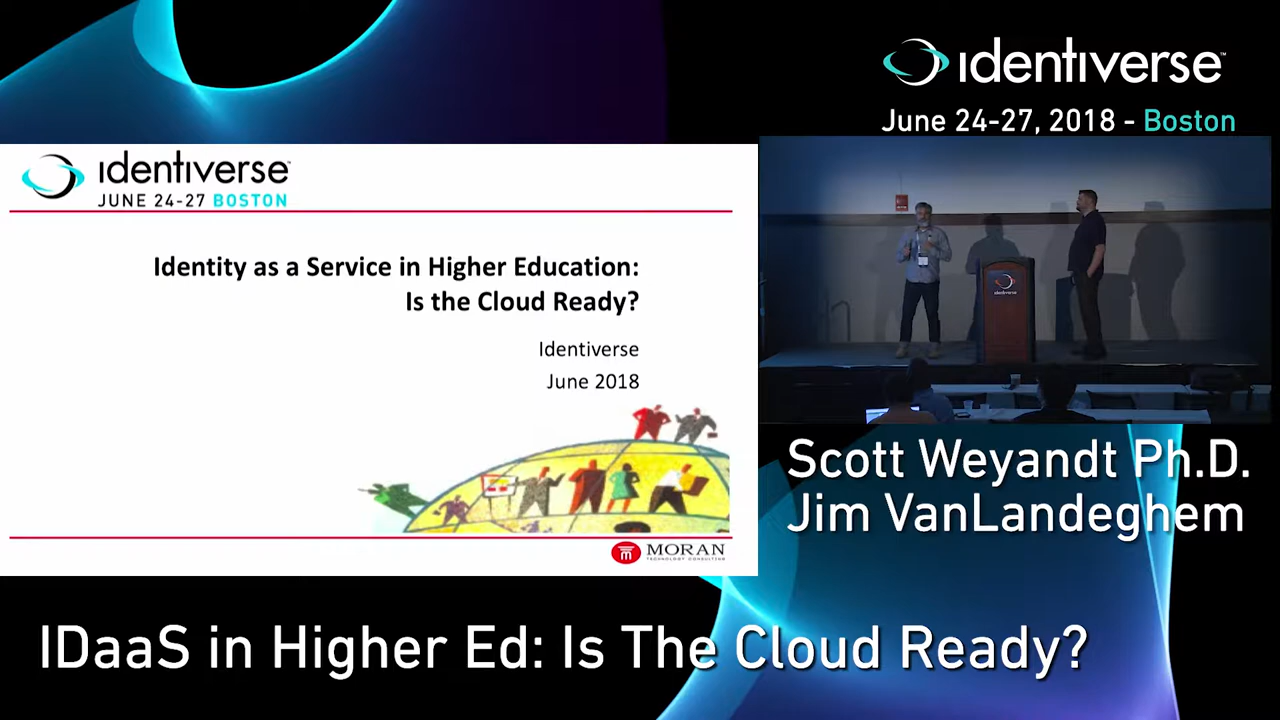 identiverse™
June 24-27, 2018 - Boston
identiverse™
JUNE 24-27 BOSTON
Identity as a Service in Higher Education:
Is the Cloud Ready?
Identiverse
June 2018
MORAN
TECHNOLOGY CONSULTING
identiverse
Scott Weyandt Ph.D.
Jim VanLandeghem
IDaaS in Higher Ed: Is The Cloud Ready?